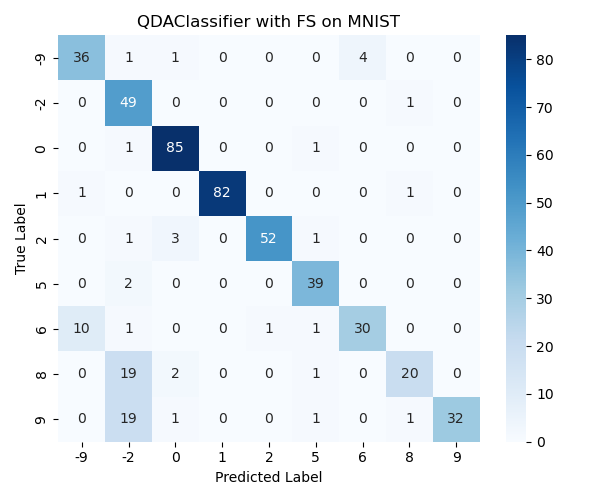 QDAClassifier with FS on MNIST
True Label
-9 36 1 1 0 0 0 4 0 0
-2 0 49 0 0 0 0 0 1 0
0 0 1 85 0 0 1 0 0 0
1 1 0 0 82 0 0 0 1 0
2 0 1 3 0 52 1 0 0 0
5 0 2 0 0 0 39 0 0 0
6 10 1 0 0 1 1 30 0 0
8 0 19 2 0 0 1 0 20 0
9 0 19 1 0 0 1 0 1 32
-9 -2 0 1 2 5 6 8 9
Predicted Label
80
70
60
50
40
30
20
10
0